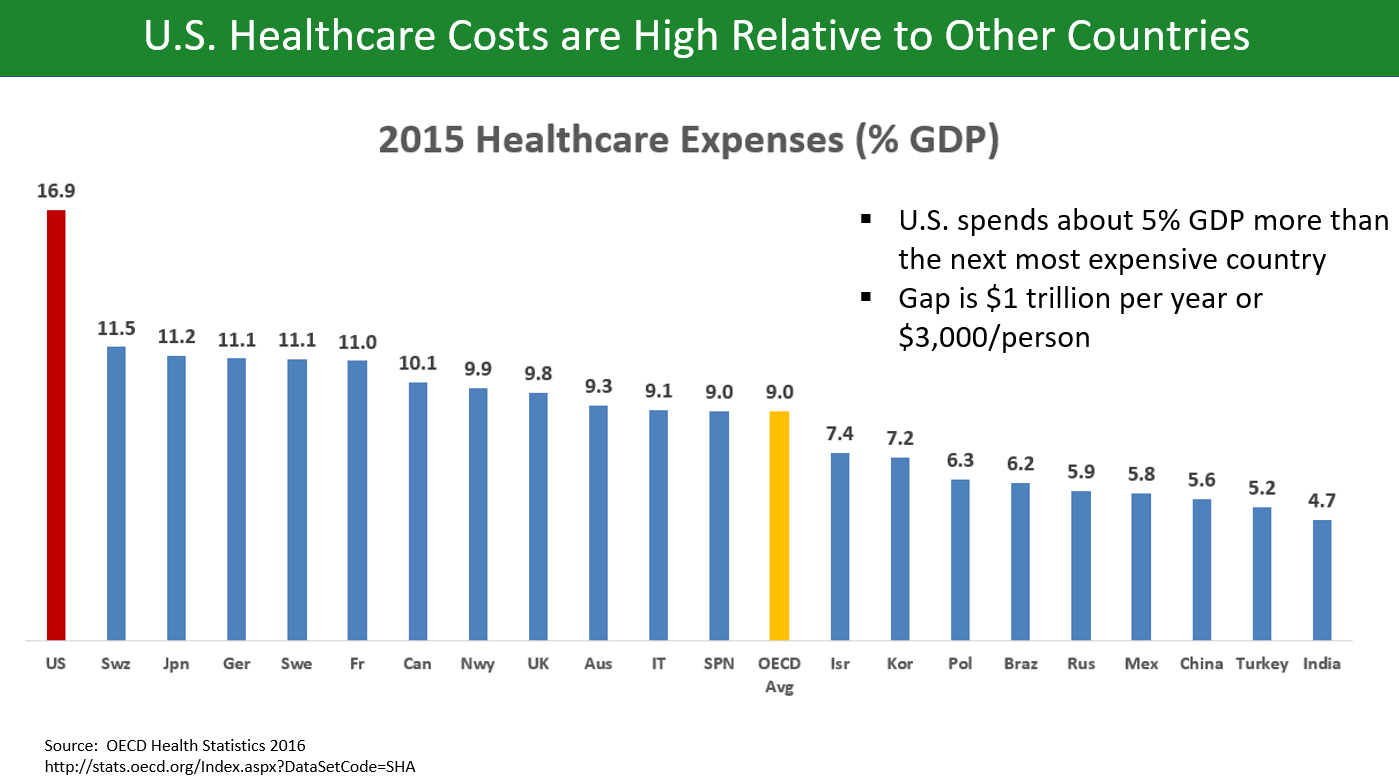 U.S. Healthcare Costs are High Relative to Other Countries
2015 Healthcare Expenses (% GDP)
▪ U.S. spends about 5% GDP more than
the next most expensive country
▪ Gap is $1 trillion per year or
$3,000/person
16.9 11.5 11.2 11.1 11.1 11.0 10.1 9.9 9.8 9.3 9.1 9.0 9.0 7.4 7.2 6.3 6.2 5.9 5.8 5.6 5.2 4.7
US Swz Jpn Ger Swe Fr Can Nwy UK Aus IT SPN OECD Isr Kor Pol Braz Rus Mex China Turkey India
Avg
Source: OECD Health Statistics 2016
http://stats.oecd.org/Index.aspx?DataSetCode=SHA